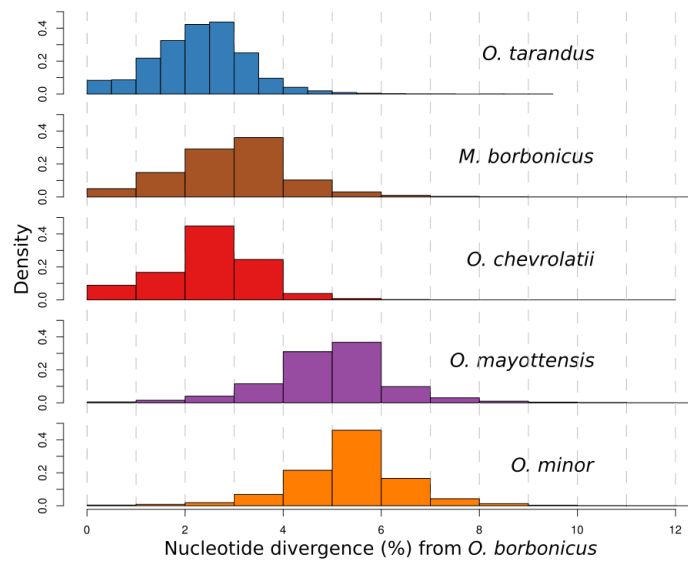 0.0 0.2 0.4
O. tarandus
0.0 0.2 0.4
M. borbonicus
0.0 0.2 0.4
O. chevrolatii
Density
0.0 0.2 0.4
O. mayottensis
0.0 0.2 0.4
O. minor
0 2 4 6 8 10 12
Nucleotide divergence (%) from O. borbonicus